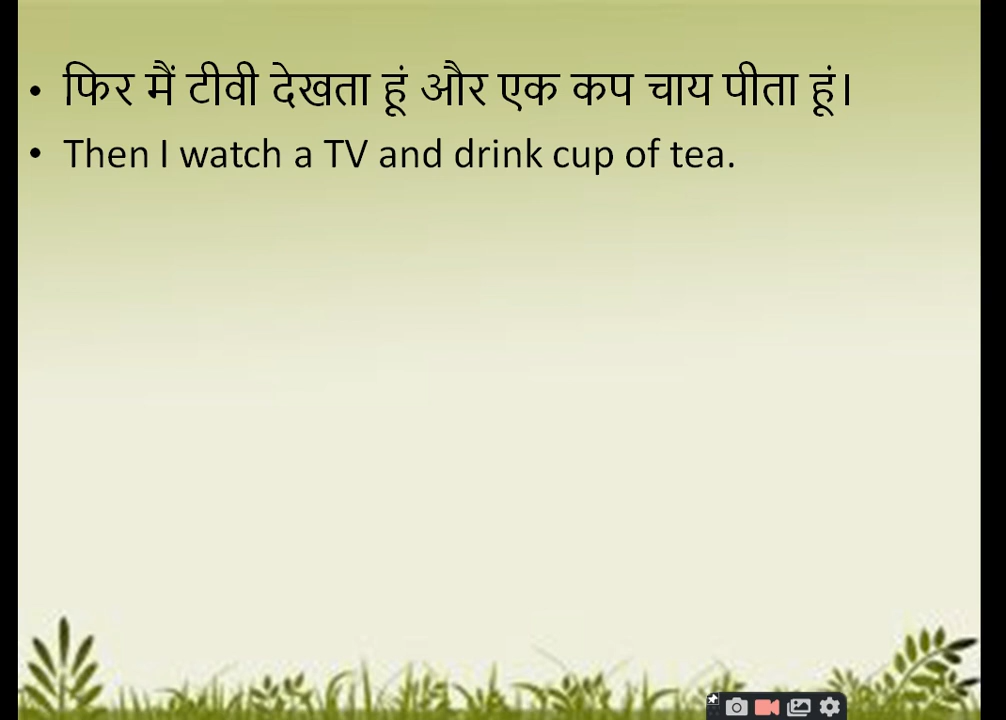 • फिर मैं टीवी देखता हूं और एक कप चाय पीता हूं।
• Then I watch a TV and drink cup of tea.